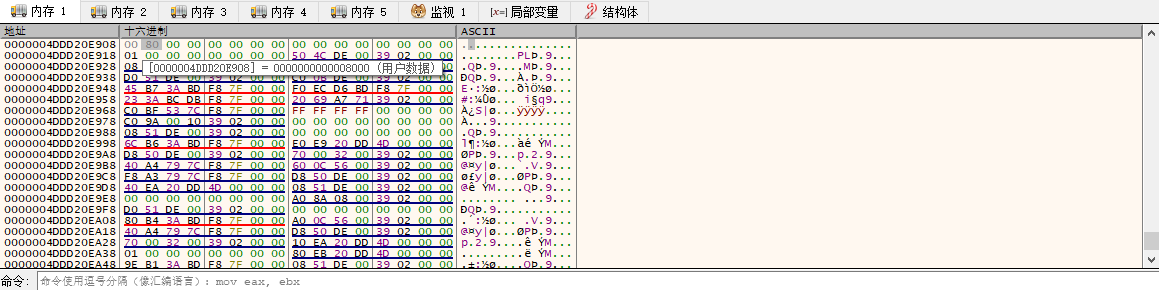 内存 1 内存 2 内存 3 内存 4 内存 5 监视 1 [x=] 局部变量 结构体
地址 十六进制 ASCII
0000004DDD20E908 00 80 00 00 00 00 00 00 00 00 00 00 00 00 00 00 ................
0000004DDD20E918 01 00 00 00 00 00 00 00 50 4C DE 00 39 02 00 00 ........PLÞ.9...
0000004DDD20E928 08 .QÞ.9....MÞ.9...
[0000004DDD20E908] = 0000000000008000 (用户数据)
0000004DDD20E938 D0 51 DE 00 39 02 00 00 C0 08 DE 00 39 02 00 00 ÐQÞ.9...À.Þ.9...
0000004DDD20E948 45 B7 3A BD F8 7F 00 00 F0 EC D6 BD F8 7F 00 00 E·:½ø...ðìÖ½ø...
0000004DDD20E958 23 3A BC DB F8 7F 00 00 20 69 A7 71 39 02 00 00 #:¼Ûø... i§q9...
0000004DDD20E968 C0 BF 53 7C F8 7F 00 00 FF FF FF FF 00 00 00 00 À¿S|ø...ÿÿÿÿ....
0000004DDD20E978 C0 9A 00 10 39 02 00 00 00 00 00 00 00 00 00 00 À...9...........
0000004DDD20E988 08 51 DE 00 39 02 00 00 00 00 00 00 00 00 00 00 .QÞ.9...........
0000004DDD20E998 6C B6 3A BD F8 7F 00 00 E0 E9 20 DD 4D 00 00 00 l¶:½ø...àé ÝM...
0000004DDD20E9A8 D8 50 DE 00 39 02 00 00 70 00 32 00 39 02 00 00 ØPÞ.9...p.2.9...
0000004DDD20E9B8 40 A4 79 7C F8 7F 00 00 60 0C 56 00 39 02 00 00 @¤y|ø...`.V.9...
0000004DDD20E9C8 F8 A3 79 7C F8 7F 00 00 D8 50 DE 00 39 02 00 00 ø£y|ø...ØPÞ.9...
0000004DDD20E9D8 40 EA 20 DD 4D 00 00 00 08 51 DE 00 39 02 00 00 @ê ÝM....QÞ.9...
0000004DDD20E9E8 00 00 00 00 00 00 00 00 A0 8A 08 00 39 02 00 00 ........ ...9...
0000004DDD20E9F8 D0 51 DE 00 39 02 00 00 00 00 00 00 00 00 00 00 ÐQÞ.9...........
0000004DDD20EA08 80 B4 3A BD F8 7F 00 00 A0 0C 56 00 39 02 00 00 .´:½ø... .V.9...
0000004DDD20EA18 40 A4 79 7C F8 7F 00 00 D8 50 DE 00 39 02 00 00 @¤y|ø...ØPÞ.9...
0000004DDD20EA28 70 00 32 00 39 02 00 00 10 EA 20 DD 4D 00 00 00 p.2.9....ê ÝM...
0000004DDD20EA38 01 00 00 00 00 00 00 00 80 EB 20 DD 4D 00 00 00 .........ë ÝM...
0000004DDD20EA48 9E B1 3A BD F8 7F 00 00 08 51 DE 00 39 02 00 00 .±:½ø....QÞ.9...
命令: 命令使用逗号分隔（像汇编语言）: mov eax, ebx